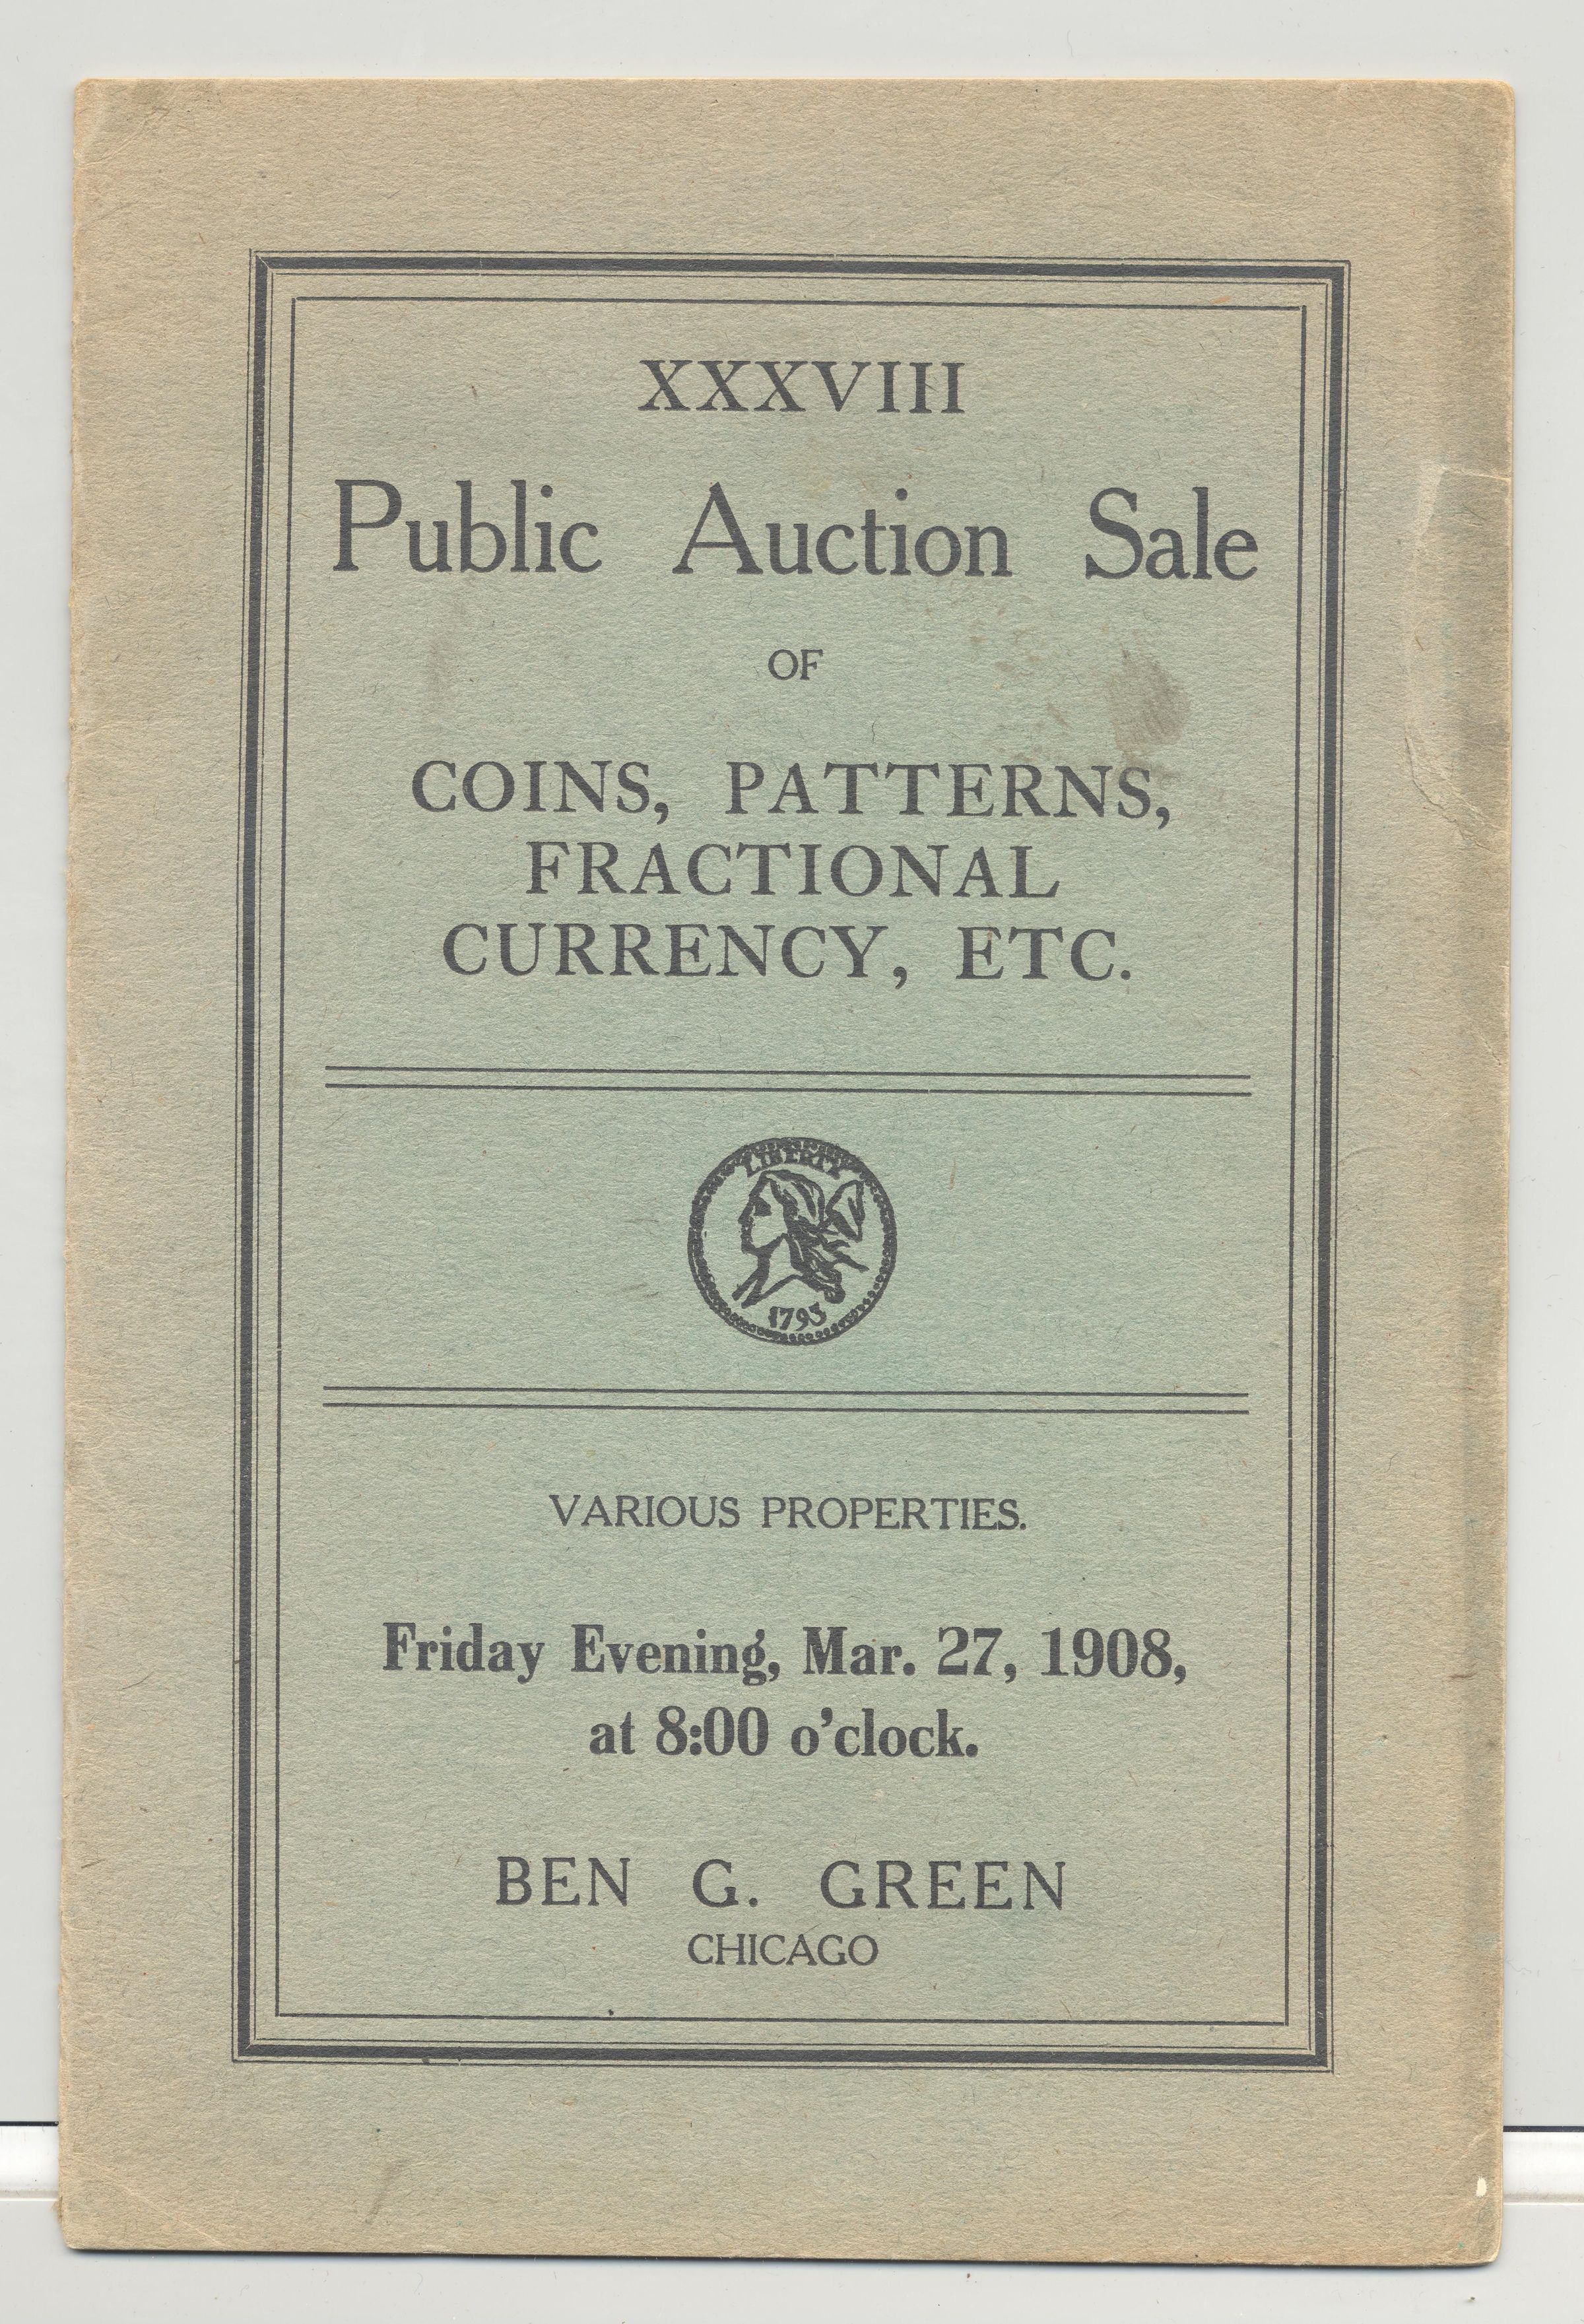 XXXVIII
Public Auction Sale
OF
COINS, PATTERNS,
FRACTIONAL
CURRENCY, ETC.
LIBERTY
1793
VARIOUS PROPERTIES.
Friday Evening, Mar. 27, 1908,
at 8:00 o'clock.
BEN G. GREEN
CHICAGO